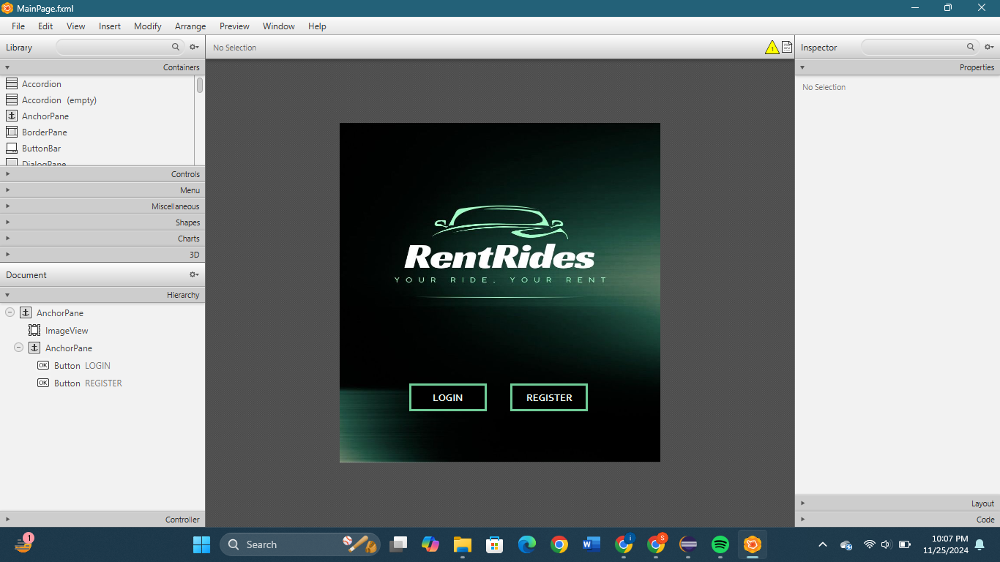 MainPage.fxml
File Edit View Insert Modify Arrange Preview Window Help
Library
No Selection
1
Inspector
Containers
Properties
Accordion
No Selection
Accordion (empty)
AnchorPane
BorderPane
ButtonBar
DialogPane
Controls
Menu
Miscellaneous
Shapes
Charts
3D
Document
Hierarchy
AnchorPane
ImageView
AnchorPane
OK Button LOGIN
OK Button REGISTER
RentRides
YOUR RIDE, YOUR RENT
LOGIN REGISTER
Layout
Controller
Code
1
Search
W
i
S
10:07 PM
11/25/2024